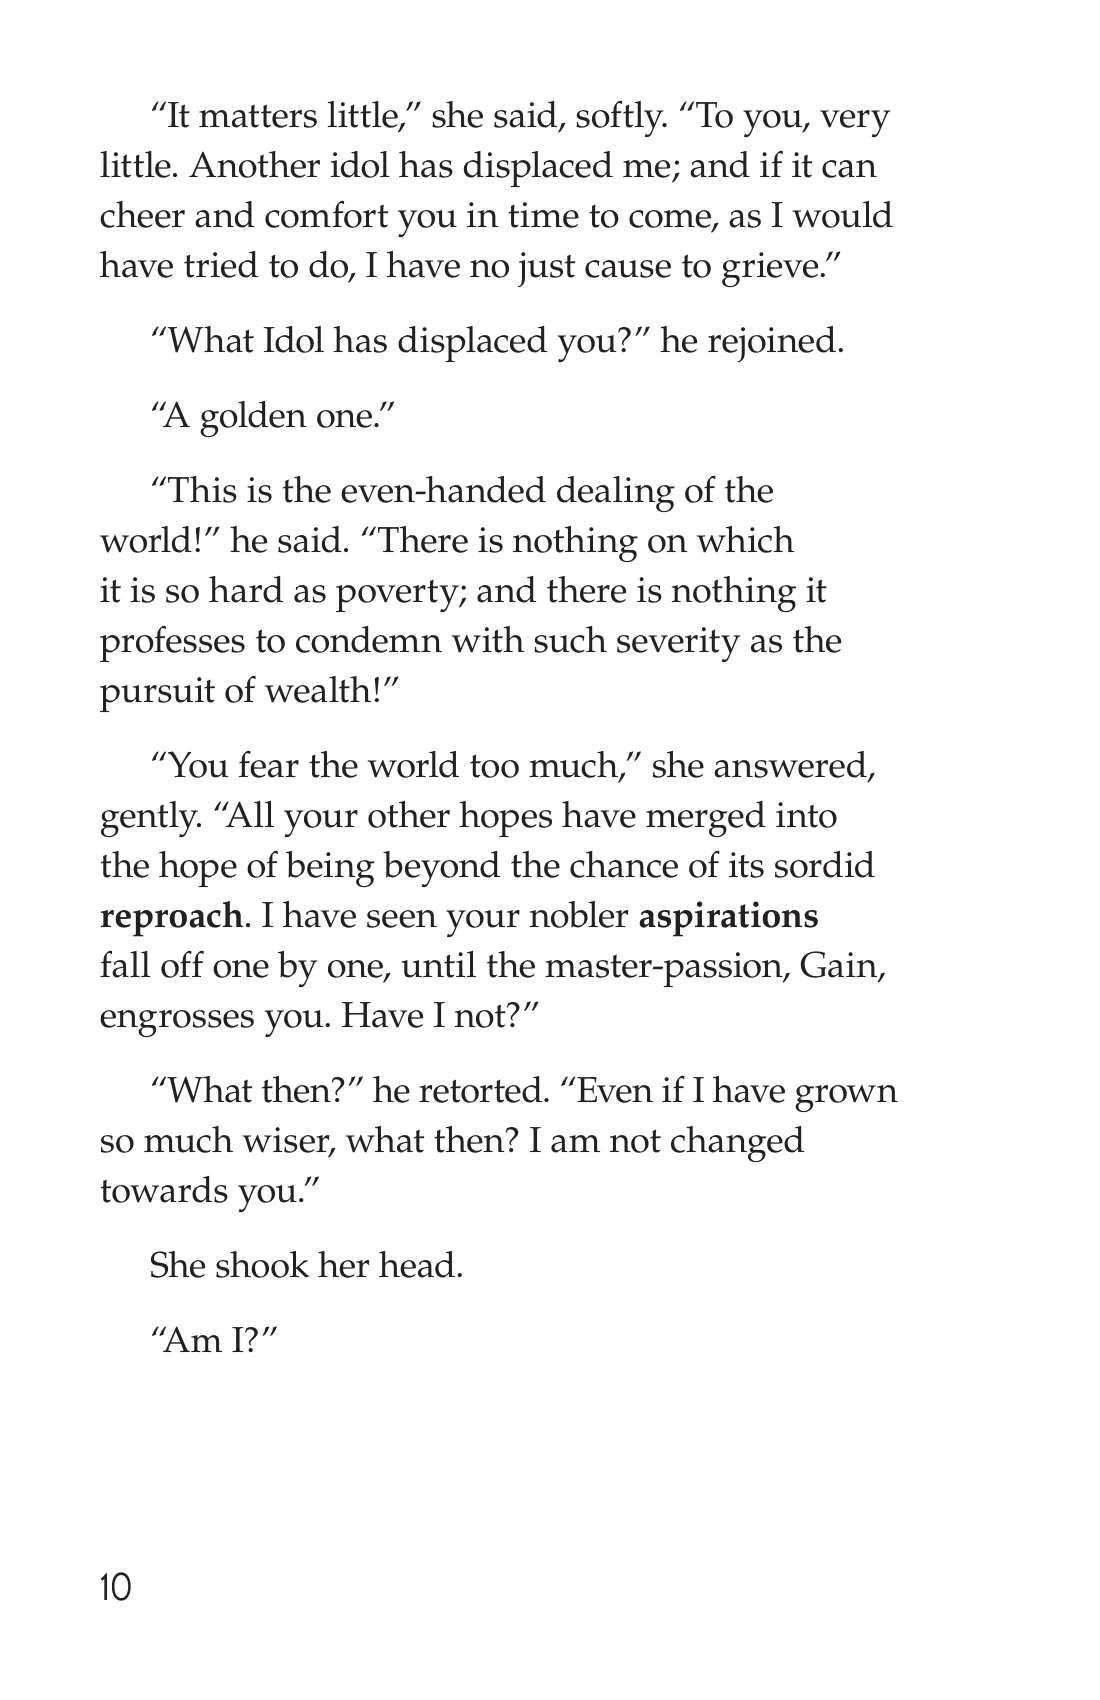 “It matters little,” she said, softly. “To you, very
little. Another idol has displaced me; and if it can
cheer and comfort you in time to come, as I would
have tried to do, I have no just cause to grieve.”
“What Idol has displaced you?” he rejoined.
“A golden one.”
“This is the even-handed dealing of the
world!” he said. “There is nothing on which
it is so hard as poverty; and there is nothing it
professes to condemn with such severity as the
pursuit of wealth!”
“You fear the world too much,” she answered,
gently. “All your other hopes have merged into
the hope of being beyond the chance of its sordid
reproach. I have seen your nobler aspirations
fall off one by one, until the master-passion, Gain,
engrosses you. Have I not?”
“What then?” he retorted. “Even if I have grown
so much wiser, what then? I am not changed
towards you.”
She shook her head.
“Am I?”
10